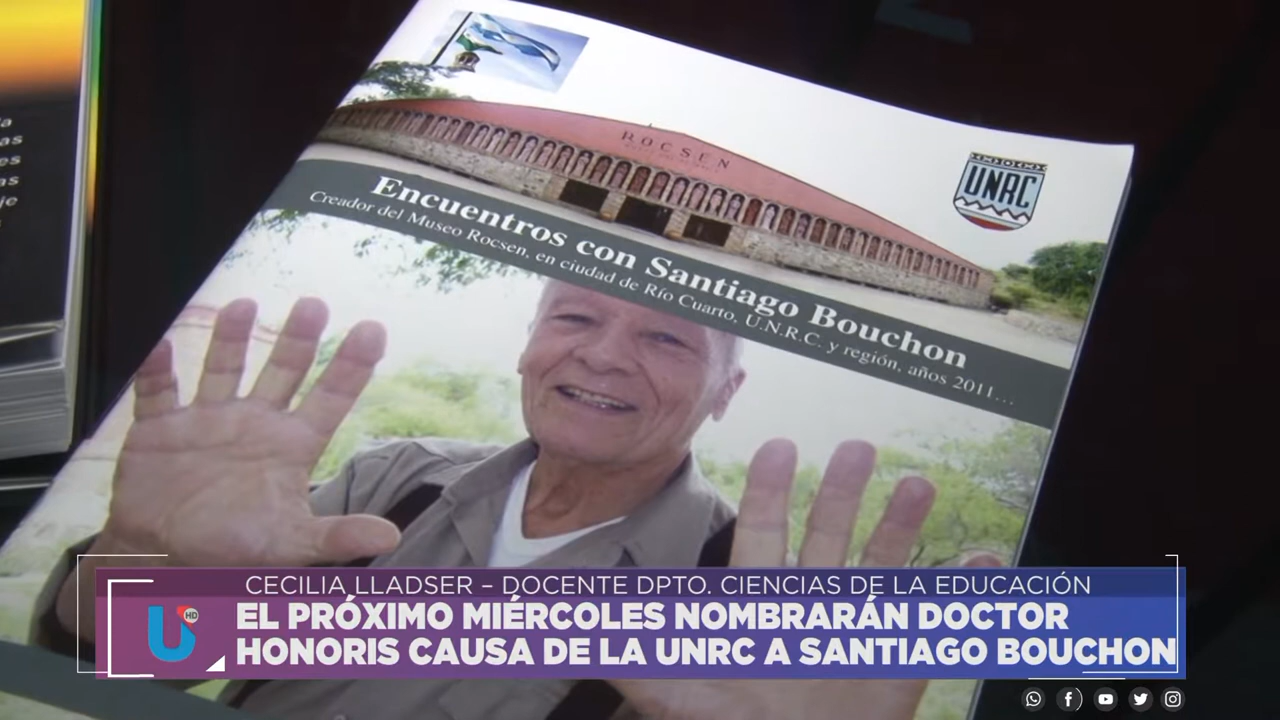 ROCSEN
UNRC
Encuentros con Santiago Bouchon
Creador del Museo Rocsen, en ciudad de Río Cuarto, U.N.R.C. y región, años 2011...
CECILIA LLADSER – DOCENTE DPTO. CIENCIAS DE LA EDUCACIÓN
EL PRÓXIMO MIÉRCOLES NOMBRARÁN DOCTOR
HONORIS CAUSA DE LA UNRC A SANTIAGO BOUCHON
U HD